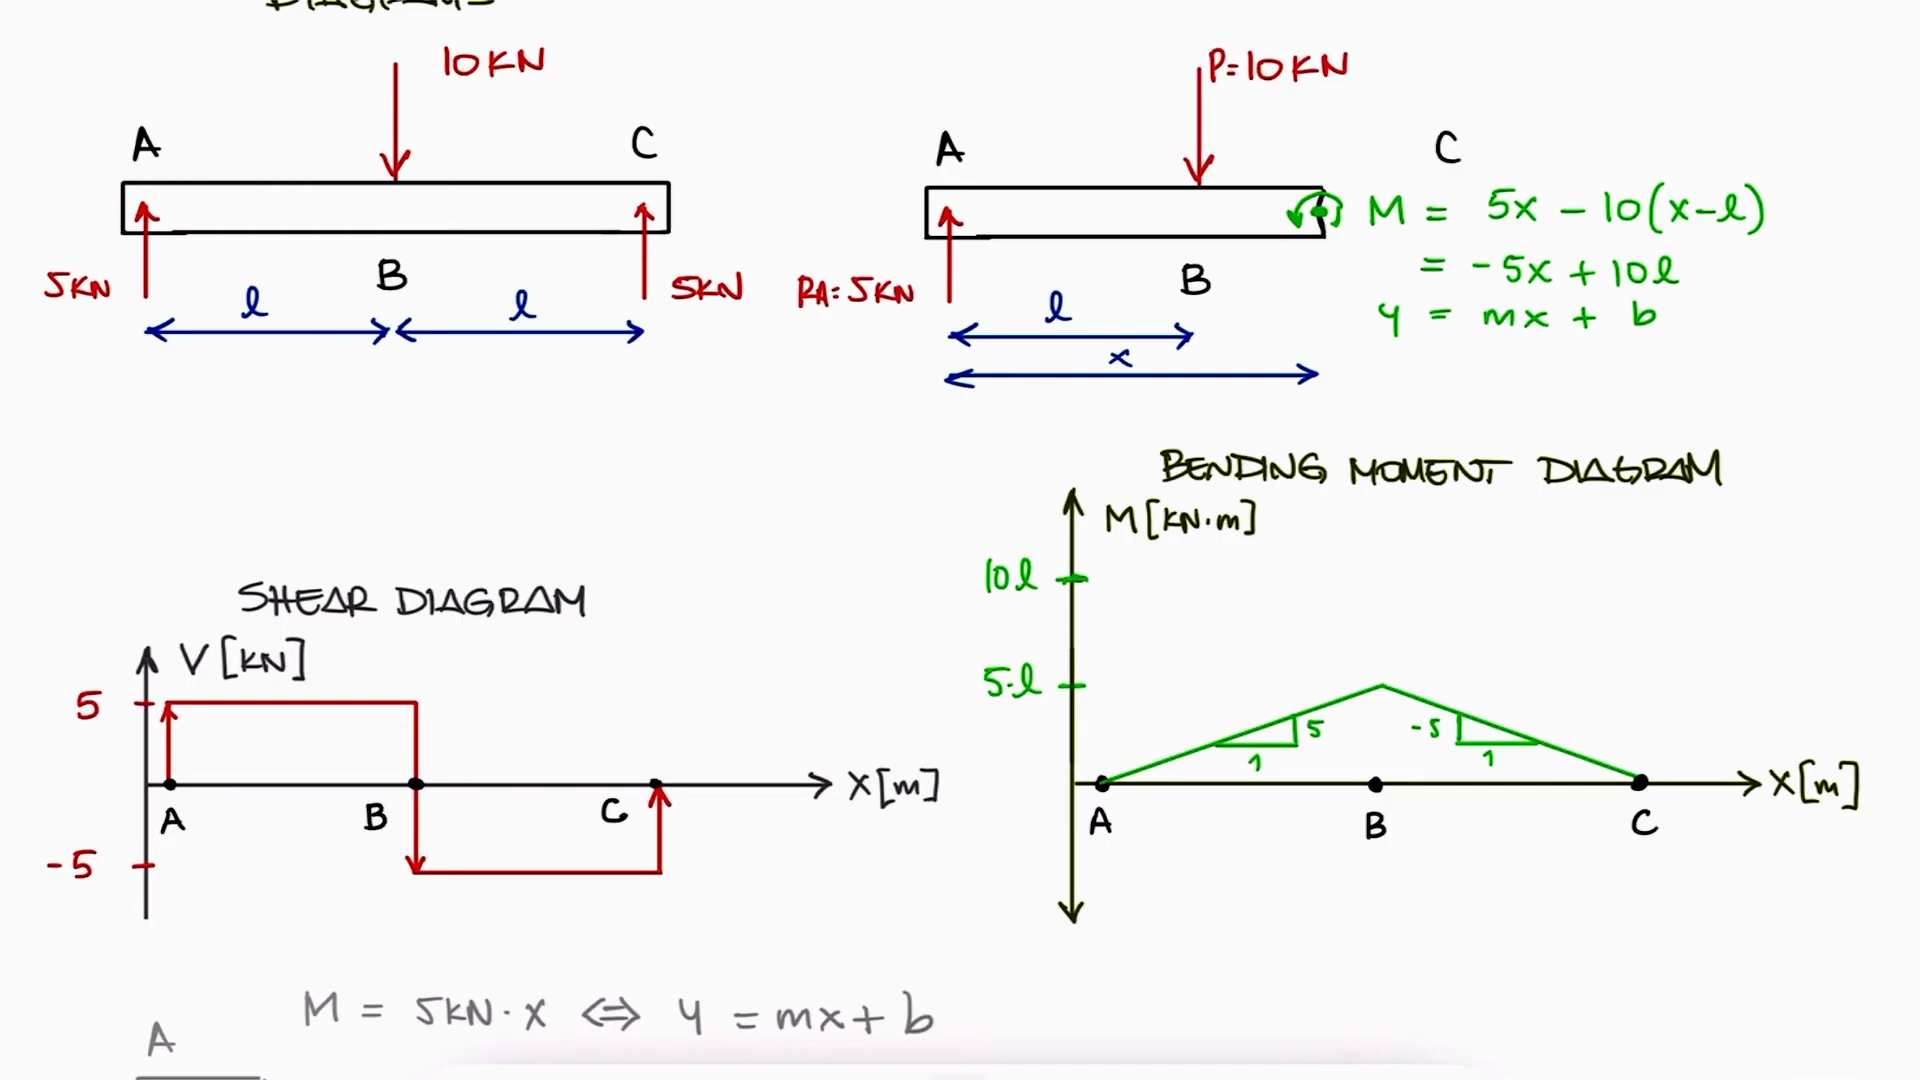 DIAGRAMS
10KN
A
C
5KN
B
5KN
l
l
P=10KN
A
C
M = 5x - 10(x-l)
= -5x + 10l
y = mx + b
RA=5KN
B
l
x
BENDING MOMENT DIAGRAM
M[KN·m]
10l
5·l
5
1
-5
1
A
B
C
X[m]
SHEAR DIAGRAM
V[KN]
5
-5
A
B
C
X[m]
M = 5KN·x ⇔ y = mx + b
A